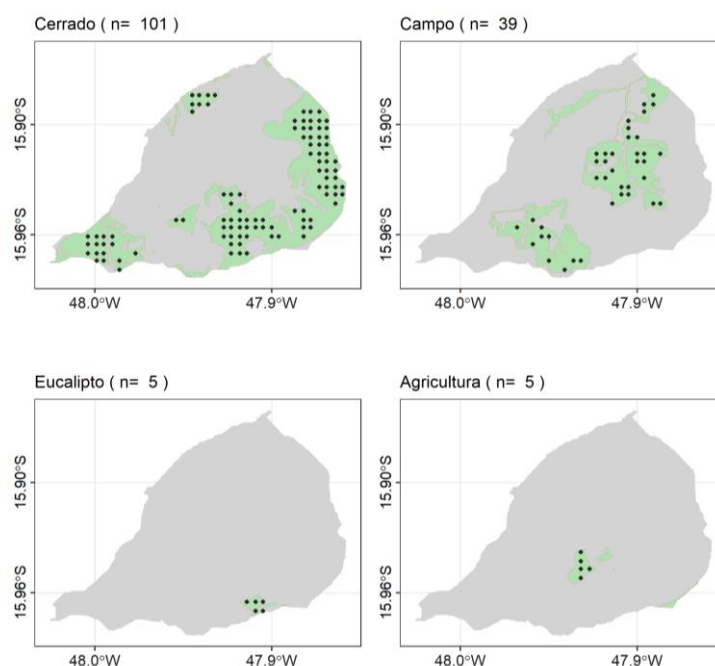 Cerrado ( n= 101 )
Campo ( n= 39 )
15.90°S
15.96°S
48.0°W 47.9°W
15.90°S
15.96°S
48.0°W 47.9°W
Eucalipto ( n= 5 )
Agricultura ( n= 5 )
15.90°S
15.96°S
48.0°W 47.9°W
15.90°S
15.96°S
48.0°W 47.9°W